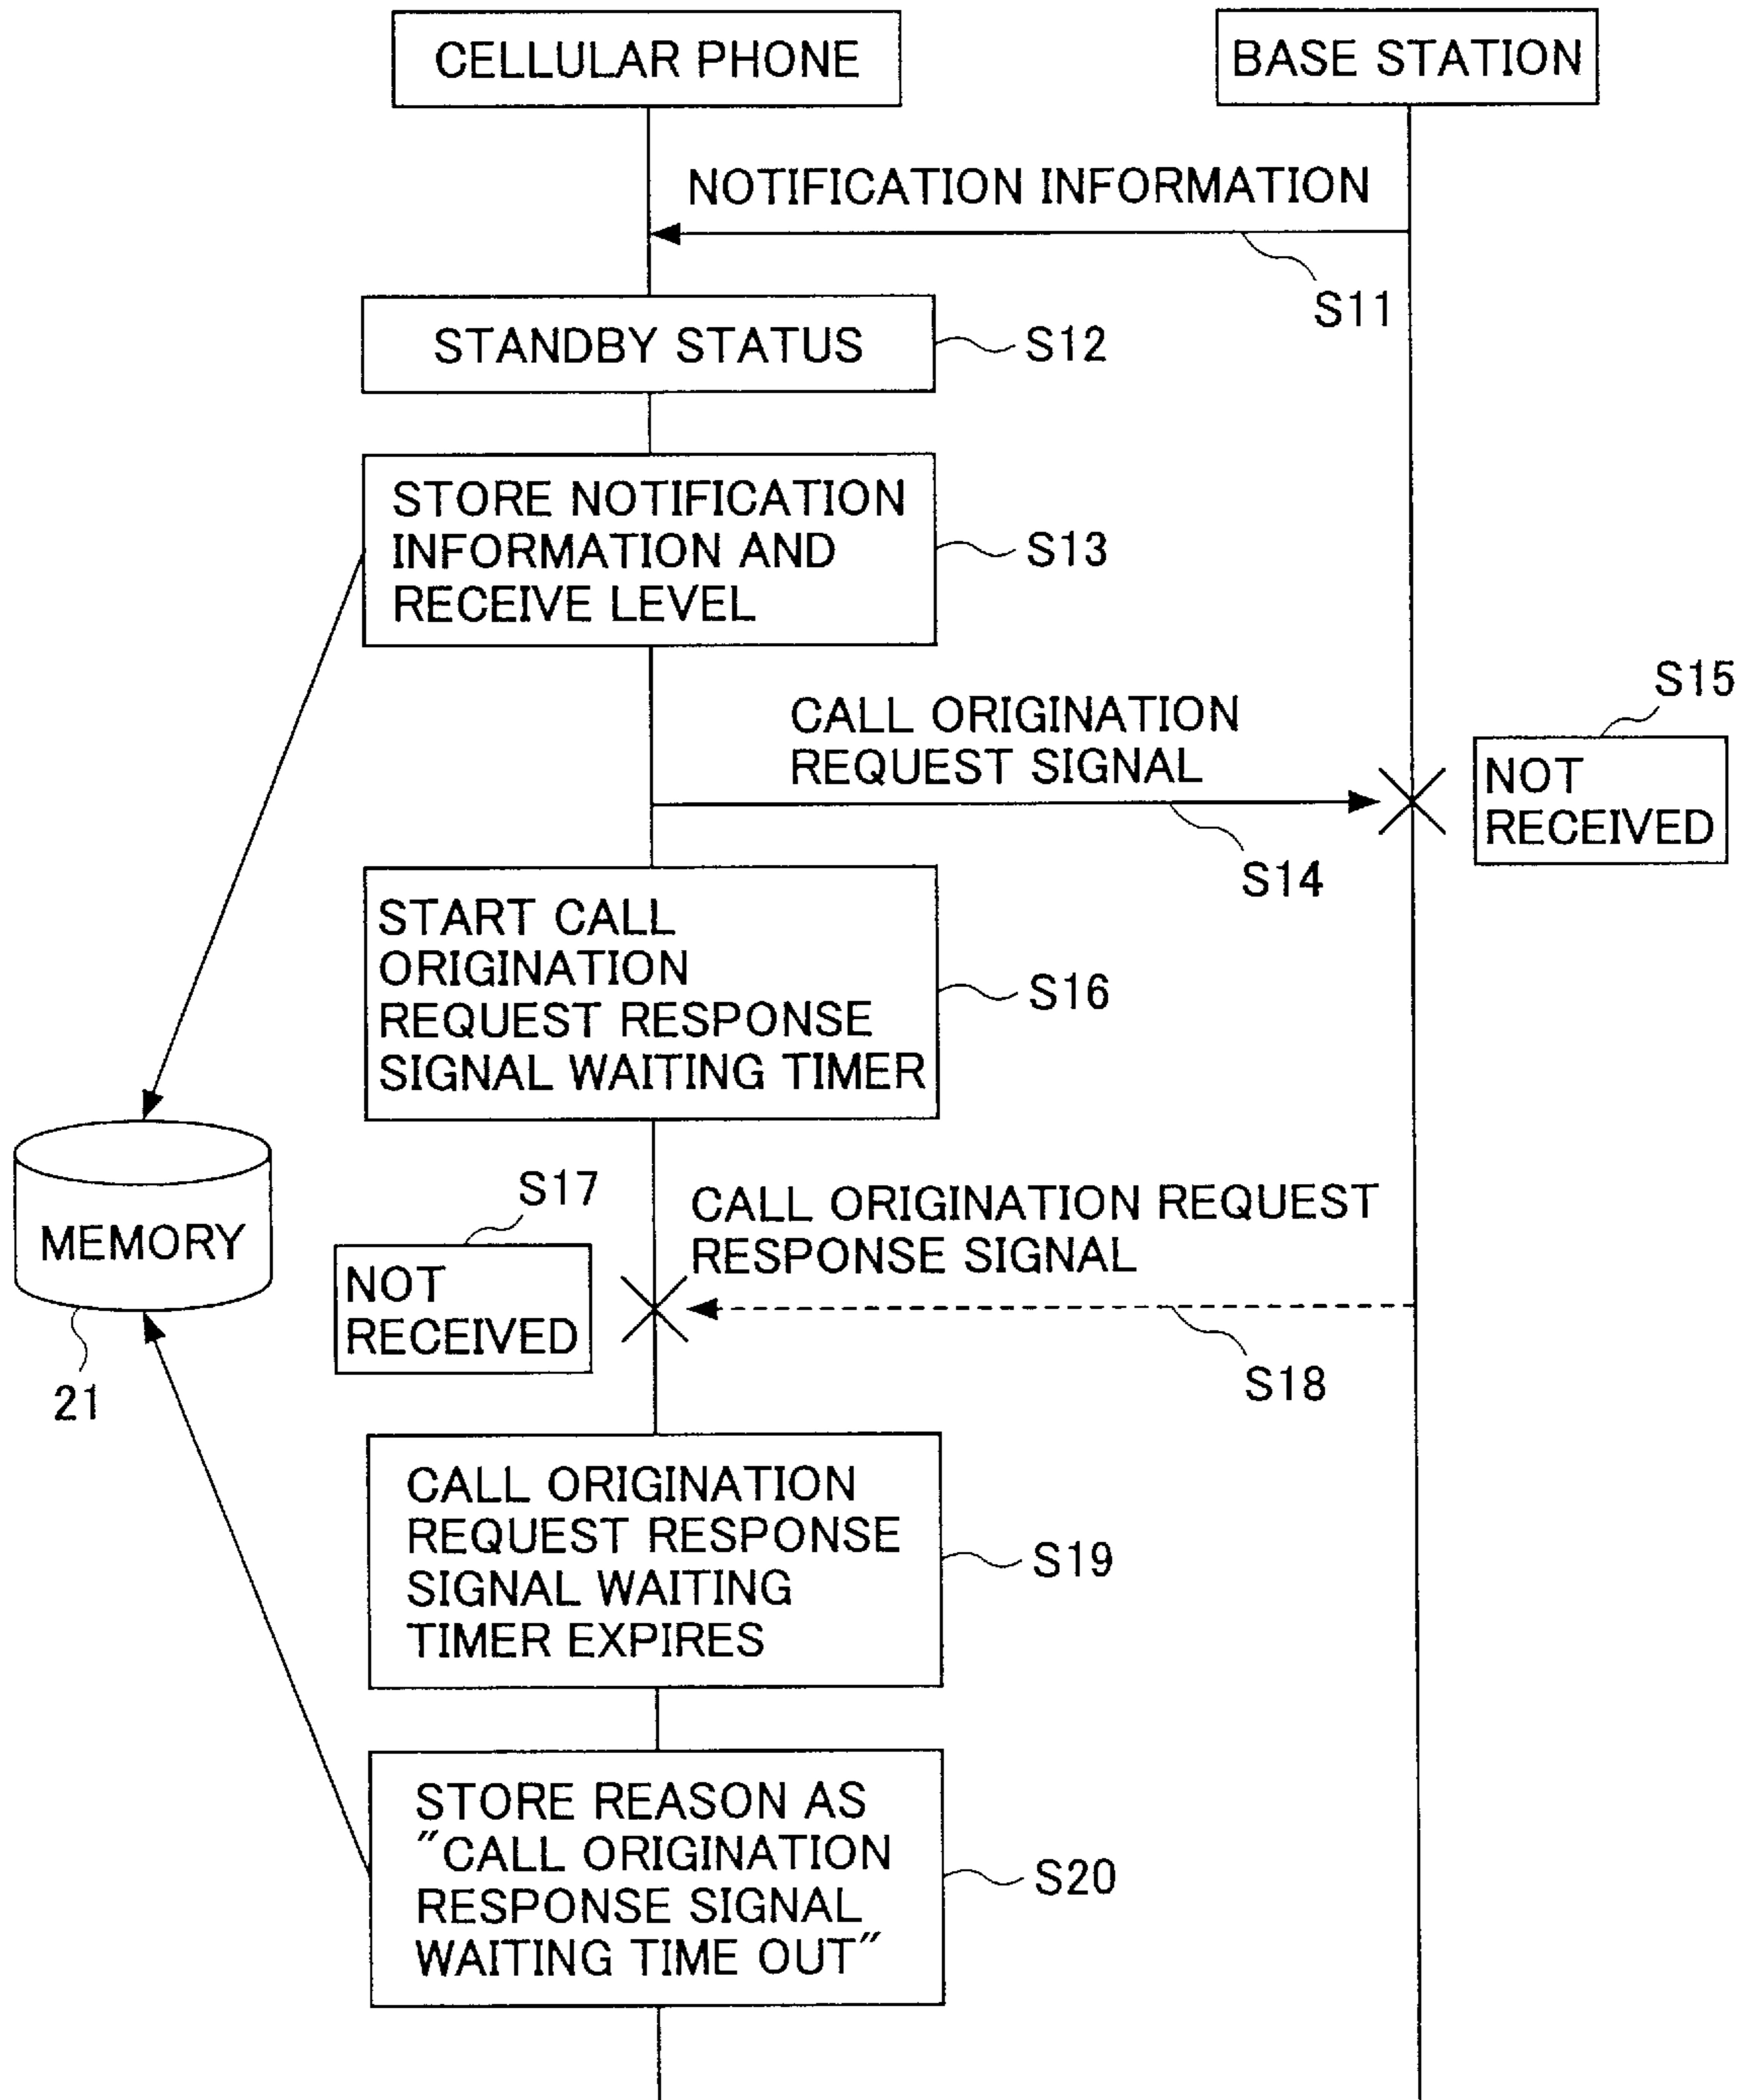 CELLULAR PHONE
BASE STATION
NOTIFICATION INFORMATION
S11
STANDBY STATUS
S12
STORE NOTIFICATION
INFORMATION AND
RECEIVE LEVEL
S13
CALL ORIGINATION
REQUEST SIGNAL
S14
S15
NOT
RECEIVED
START CALL
ORIGINATION
REQUEST RESPONSE
SIGNAL WAITING TIMER
S16
MEMORY
21
S17
NOT
RECEIVED
CALL ORIGINATION REQUEST
RESPONSE SIGNAL
S18
CALL ORIGINATION
REQUEST RESPONSE
SIGNAL WAITING
TIMER EXPIRES
S19
STORE REASON AS
"CALL ORIGINATION
RESPONSE SIGNAL
WAITING TIME OUT"
S20